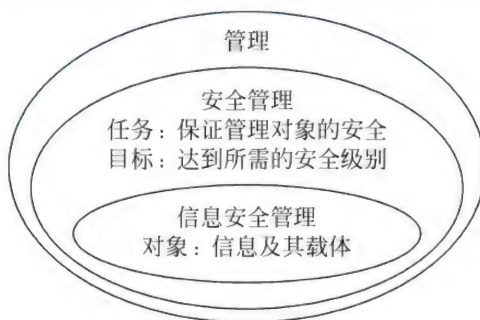 管理
安全管理
任务：保证管理对象的安全
目标：达到所需的安全级别
信息安全管理
对象：信息及其载体